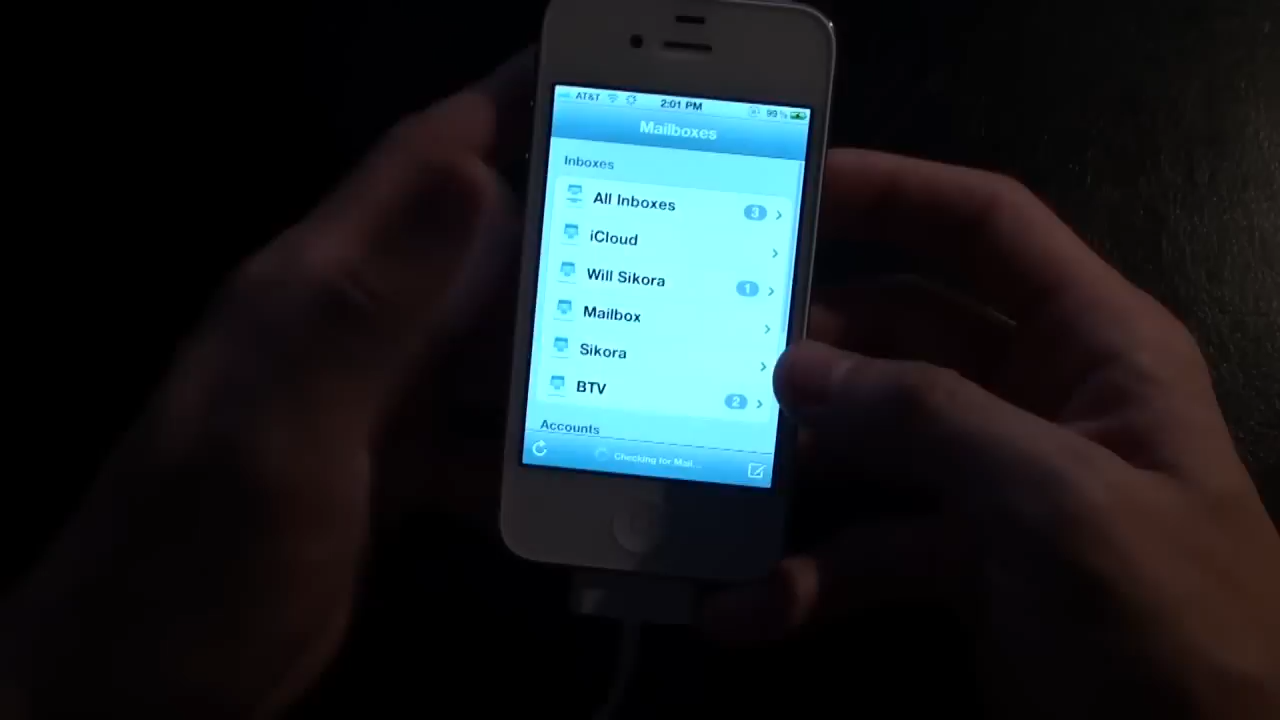 AT&T 2:01 PM 99%
Mailboxes
Inboxes
All Inboxes 3
iCloud
Will Sikora 1
Mailbox
Sikora
BTV 2
Accounts
Checking for Mail...